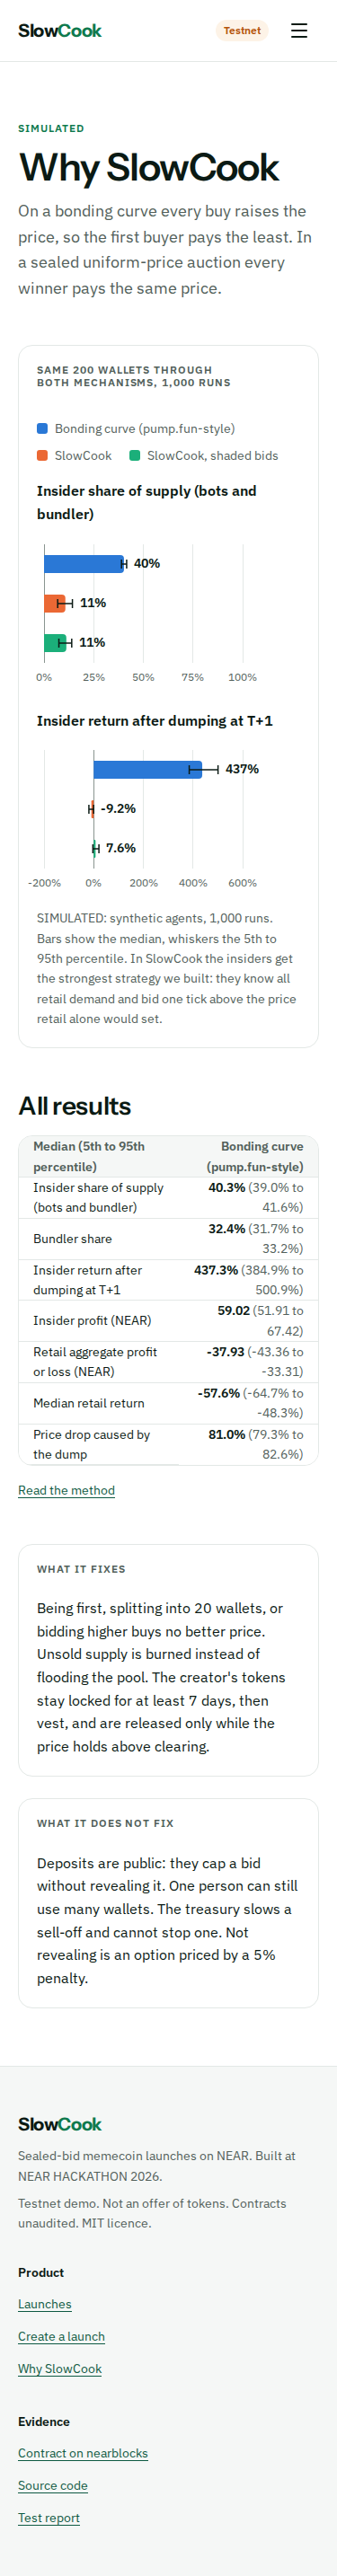 SlowCook
Testnet
SIMULATED
Why SlowCook
On a bonding curve every buy raises the
price, so the first buyer pays the least. In
a sealed uniform-price auction every
winner pays the same price.
SAME 200 WALLETS THROUGH
BOTH MECHANISMS, 1,000 RUNS
Bonding curve (pump.fun-style)
SlowCook
SlowCook, shaded bids
Insider share of supply (bots and
bundler)
40%
11%
11%
0% 25% 50% 75% 100%
Insider return after dumping at T+1
437%
-9.2%
7.6%
-200% 0% 200% 400% 600%
SIMULATED: synthetic agents, 1,000 runs.
Bars show the median, whiskers the 5th to
95th percentile. In SlowCook the insiders get
the strongest strategy we built: they know all
retail demand and bid one tick above the price
retail alone would set.
All results
Median (5th to 95th
percentile)
Bonding curve
(pump.fun-style)
Insider share of supply
(bots and bundler)
40.3% (39.0% to
41.6%)
Bundler share
32.4% (31.7% to
33.2%)
Insider return after
dumping at T+1
437.3% (384.9% to
500.9%)
Insider profit (NEAR)
59.02 (51.91 to
67.42)
Retail aggregate profit
or loss (NEAR)
-37.93 (-43.36 to
-33.31)
Median retail return
-57.6% (-64.7% to
-48.3%)
Price drop caused by
the dump
81.0% (79.3% to
82.6%)
Read the method
WHAT IT FIXES
Being first, splitting into 20 wallets, or
bidding higher buys no better price.
Unsold supply is burned instead of
flooding the pool. The creator's tokens
stay locked for at least 7 days, then
vest, and are released only while the
price holds above clearing.
WHAT IT DOES NOT FIX
Deposits are public: they cap a bid
without revealing it. One person can still
use many wallets. The treasury slows a
sell-off and cannot stop one. Not
revealing is an option priced by a 5%
penalty.
SlowCook
Sealed-bid memecoin launches on NEAR. Built at
NEAR HACKATHON 2026.
Testnet demo. Not an offer of tokens. Contracts
unaudited. MIT licence.
Product
Launches
Create a launch
Why SlowCook
Evidence
Contract on nearblocks
Source code
Test report